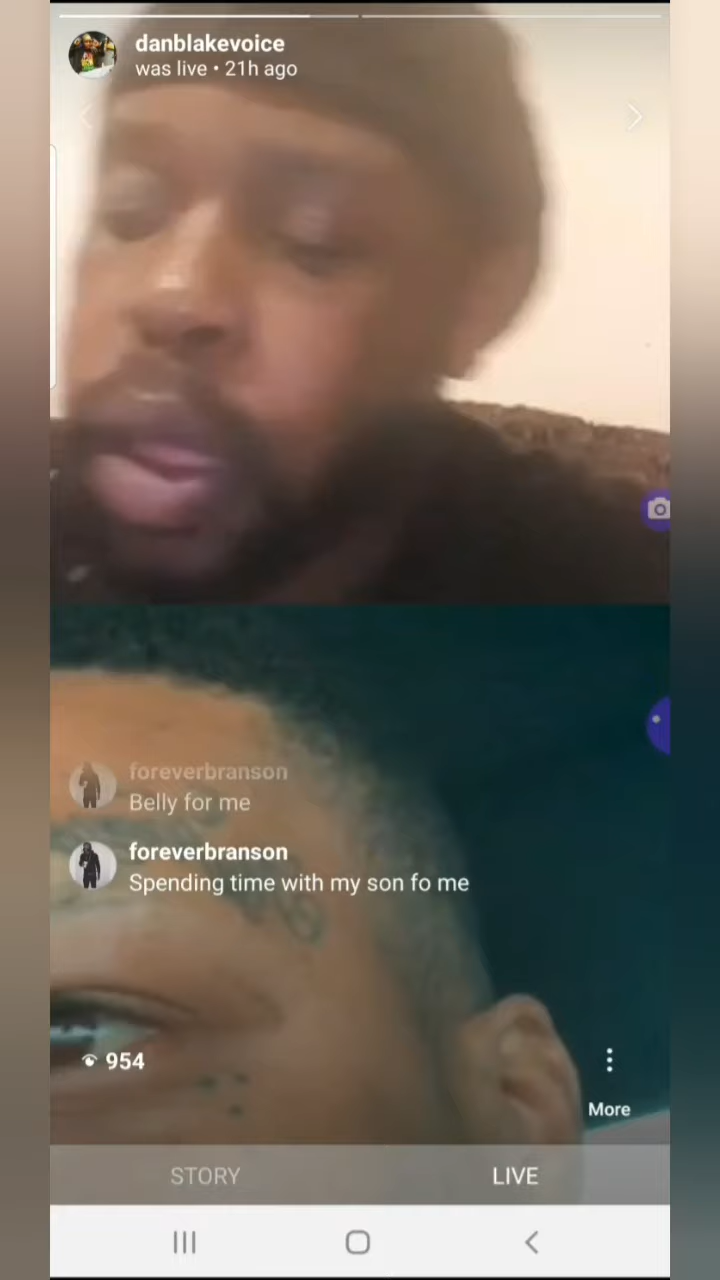 danblakevoice
was live • 21h ago
foreverbranson
Belly for me
foreverbranson
Spending time with my son fo me
954
More
STORY
LIVE